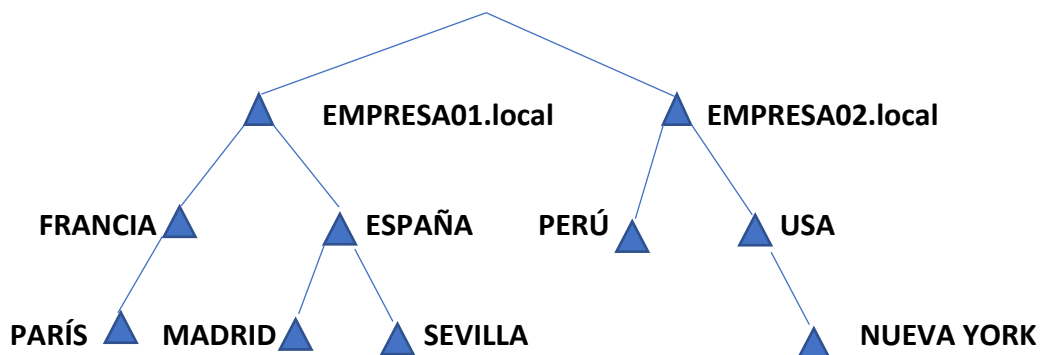 EMPRESA01.local EMPRESA02.local
FRANCIA ESPAÑA PERÚ USA
PARÍS MADRID SEVILLA NUEVA YORK